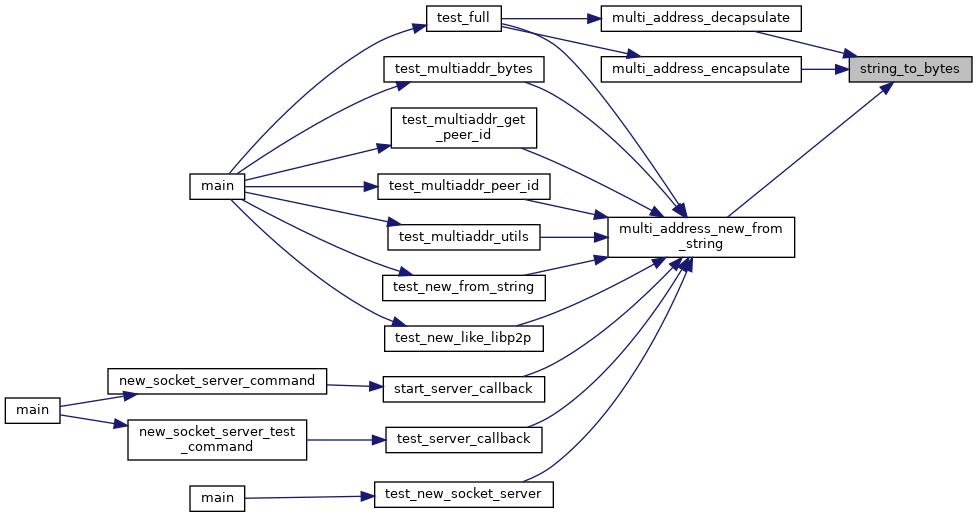 test_full
multi_address_decapsulate
test_multiaddr_bytes
multi_address_encapsulate
string_to_bytes
test_multiaddr_get
_peer_id
main
test_multiaddr_peer_id
test_multiaddr_utils
multi_address_new_from
_string
test_new_from_string
test_new_like_libp2p
new_socket_server_command
start_server_callback
main
new_socket_server_test
_command
test_server_callback
main
test_new_socket_server